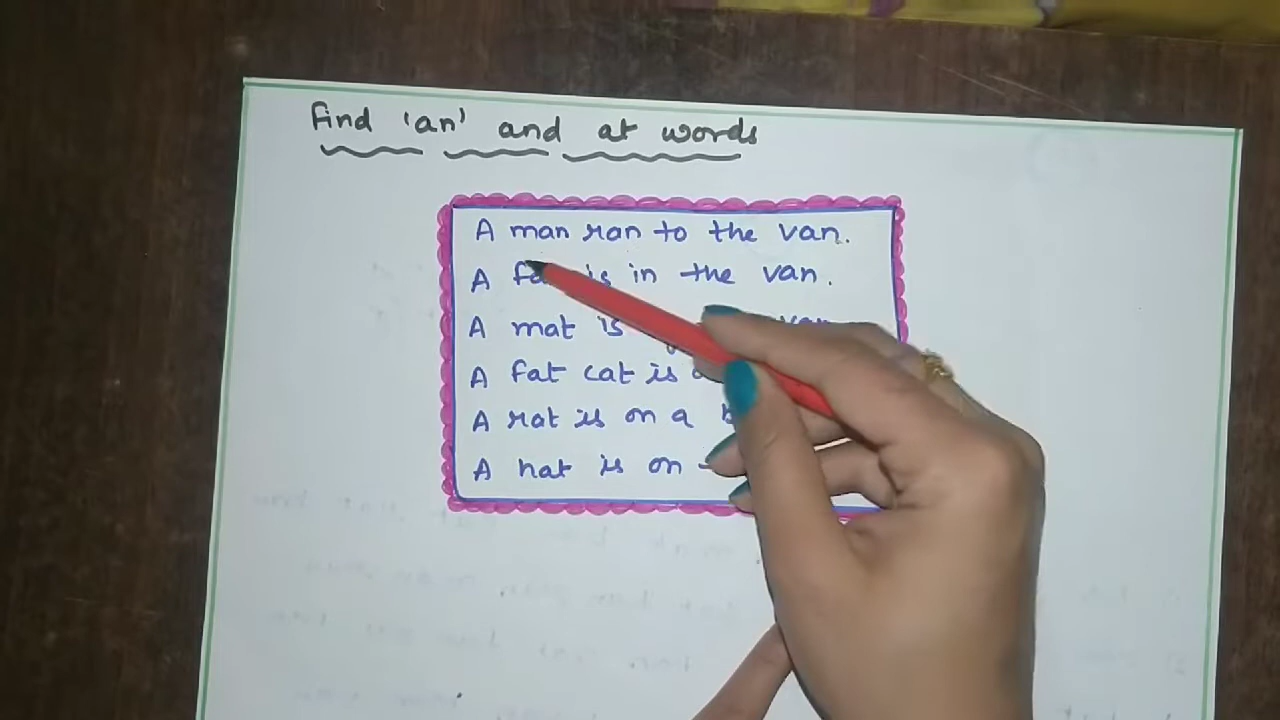 find 'an' and at words
A man ran to the van.
A is in the van.
A mat is van
A fat cat is
A rat is on a
A hat is on